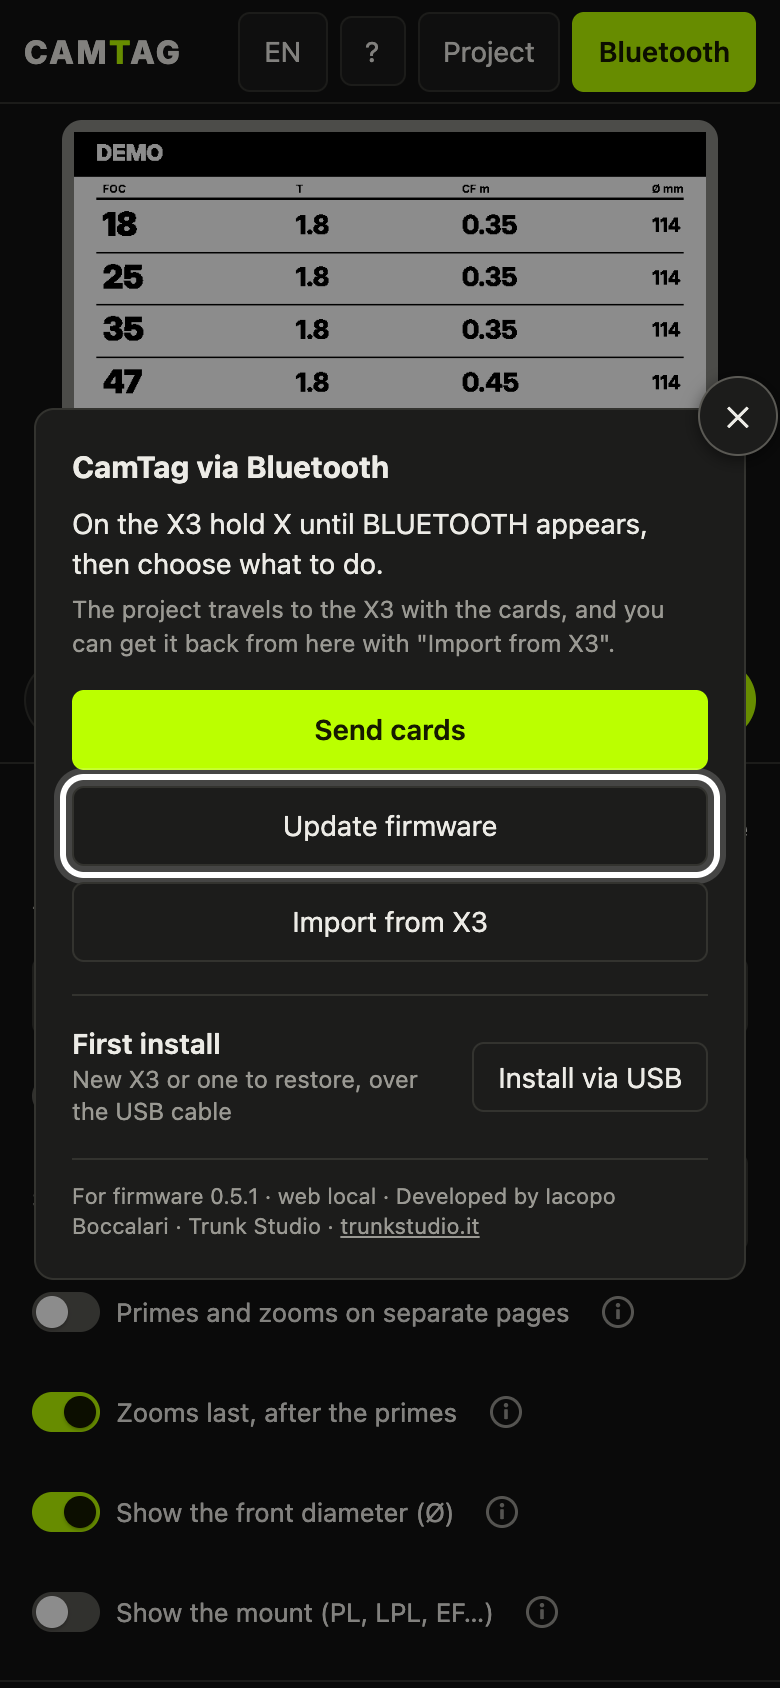 CAMTAG EN ? Project Bluetooth
DEMO
FOC T CF m Ø mm
18 1.8 0.35 114
25 1.8 0.35 114
35 1.8 0.35 114
47 1.8 0.45 114
CamTag via Bluetooth
On the X3 hold X until BLUETOOTH appears,
then choose what to do.
The project travels to the X3 with the cards, and you
can get it back from here with "Import from X3".
Send cards
Update firmware
Import from X3
First install
New X3 or one to restore, over
the USB cable
Install via USB
For firmware 0.5.1 · web local · Developed by Iacopo
Boccalari · Trunk Studio · trunkstudio.it
Primes and zooms on separate pages
Zooms last, after the primes
Show the front diameter (Ø)
Show the mount (PL, LPL, EF...)